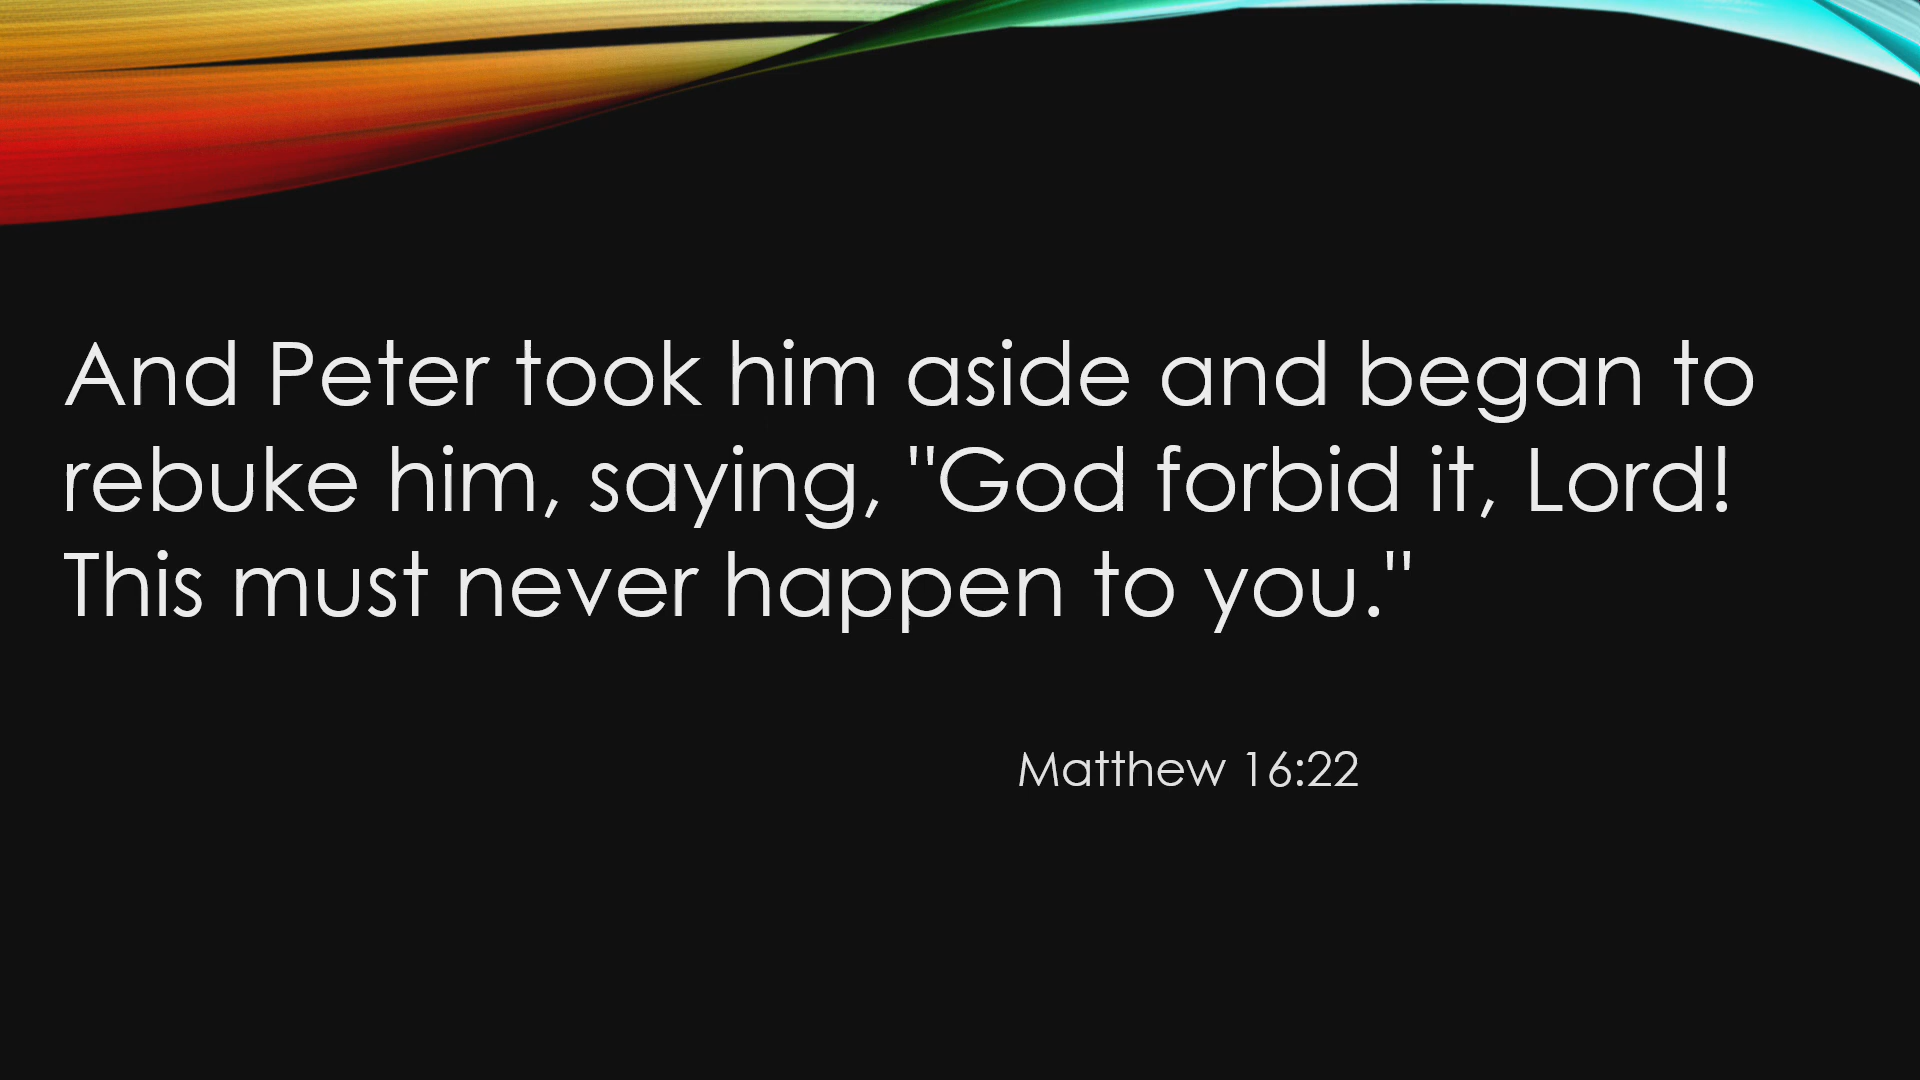 And Peter took him aside and began to
rebuke him, saying, "God forbid it, Lord!
This must never happen to you."
Matthew 16:22